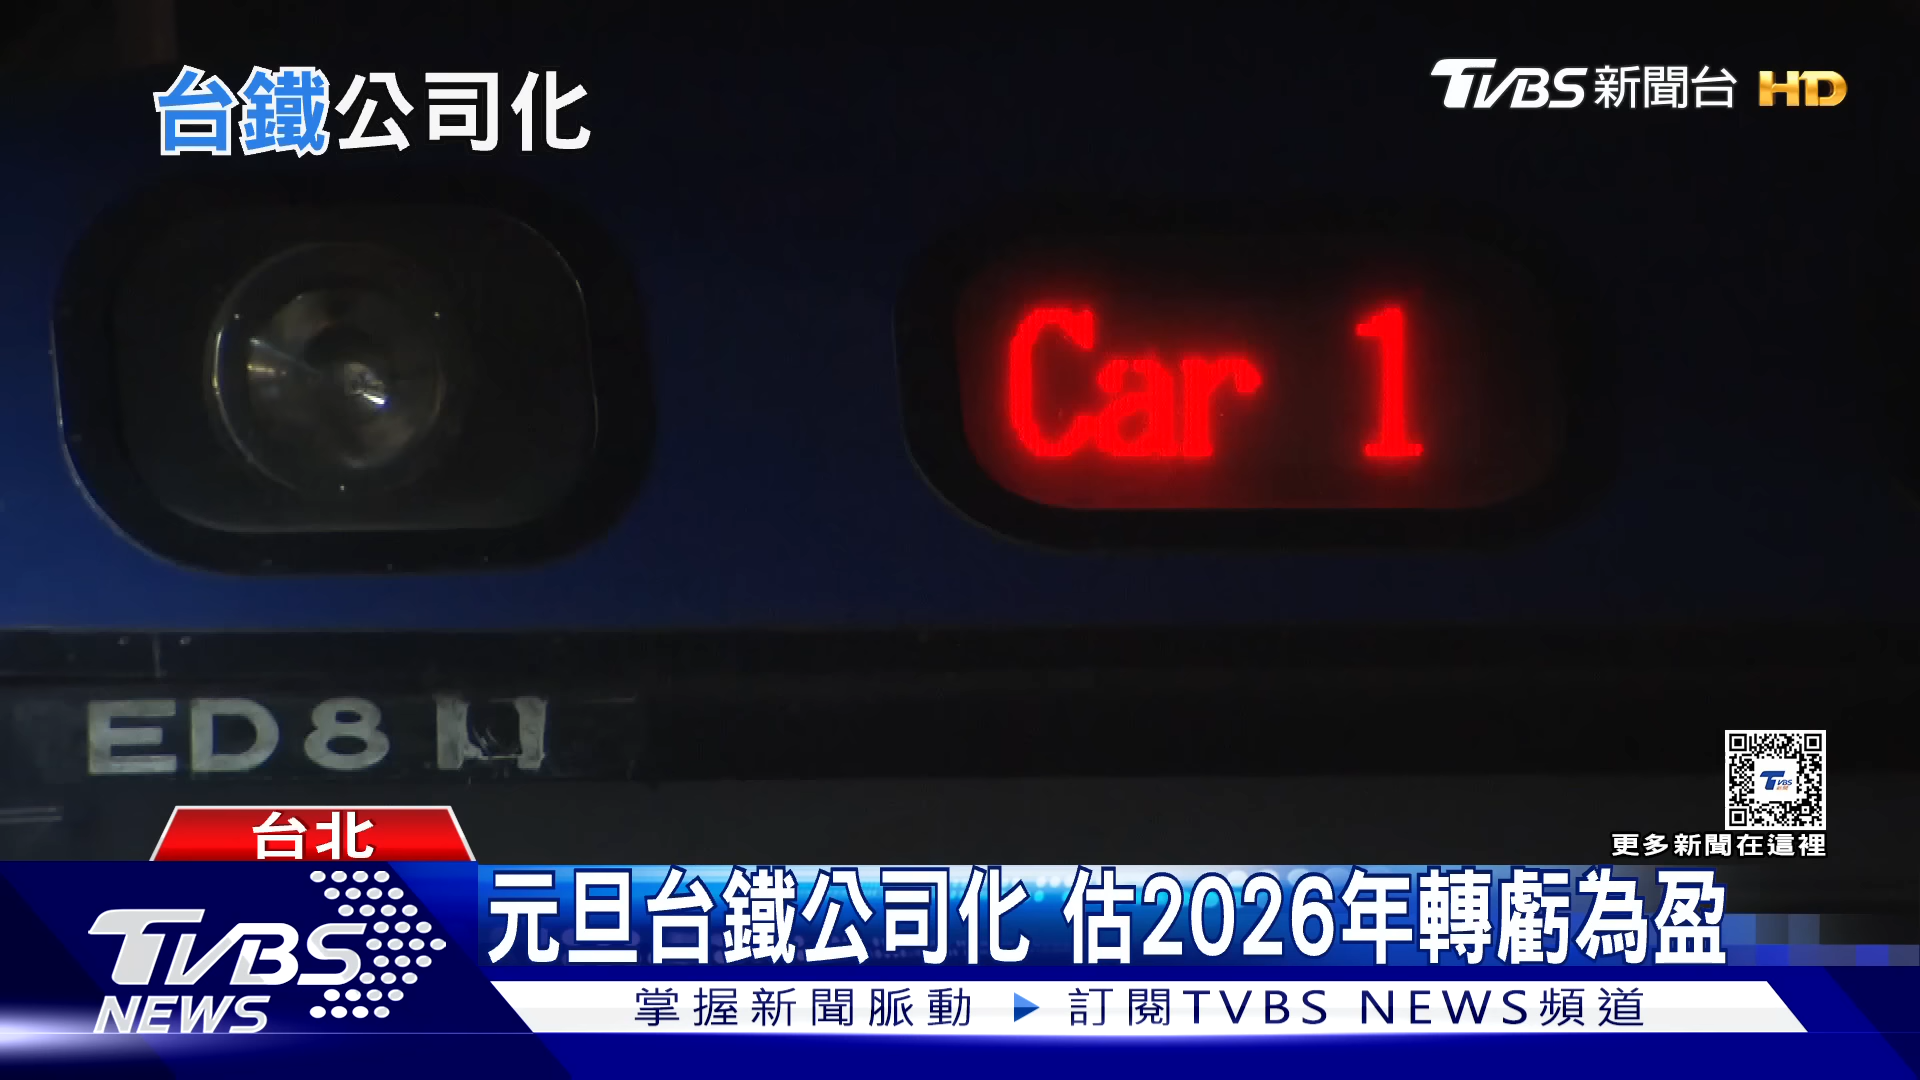 台鐵公司化
TVBS新聞台 HD
Car 1
ED8
TVBS
更多新聞在這裡
台北
元旦台鐵公司化 估2026年轉虧為盈
TVBS
NEWS
掌握新聞脈動 ▶ 訂閱TVBS NEWS頻道